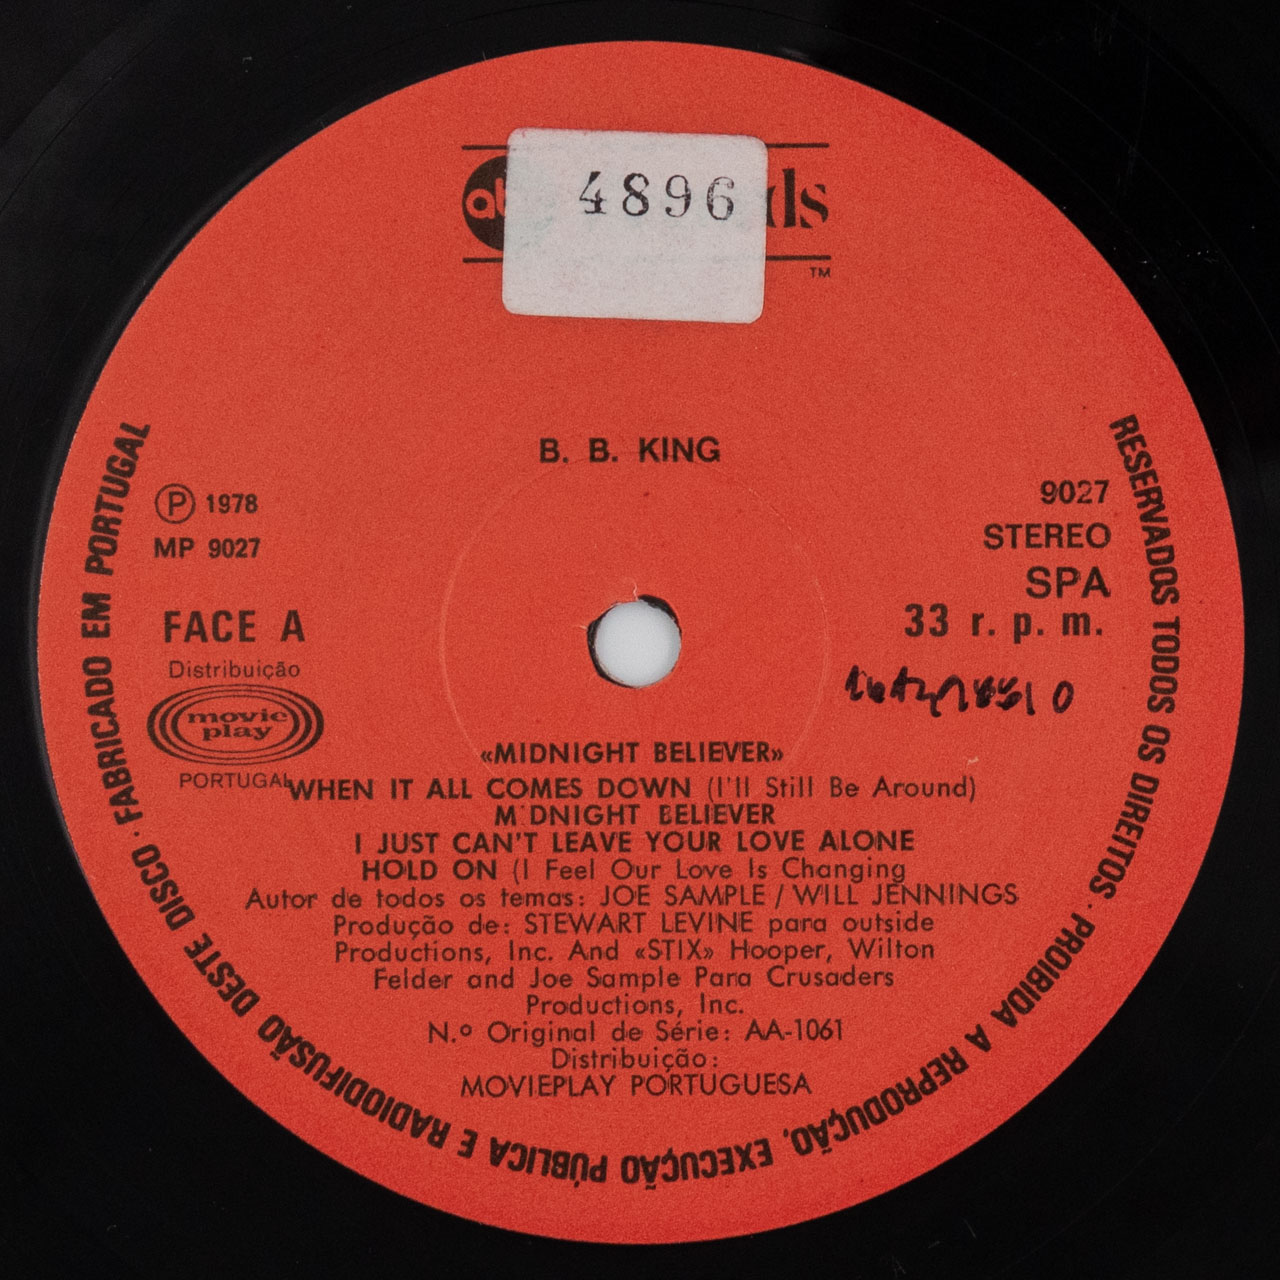 4896
ds
TM
B. B. KING
Ⓟ 1978
MP 9027
FACE A
Distribuição
movie
play
PORTUGAL
9027
STEREO
SPA
33 r. p. m.
«MIDNIGHT BELIEVER»
WHEN IT ALL COMES DOWN (I'll Still Be Around)
M DNIGHT BELIEVER
I JUST CAN'T LEAVE YOUR LOVE ALONE
HOLD ON (I Feel Our Love Is Changing
Autor de todos os temas: JOE SAMPLE / WILL JENNINGS
Produção de: STEWART LEVINE para outside
Productions, Inc. And «STIX» Hooper, Wilton
Felder and Joe Sample Para Crusaders
Productions, Inc.
N.º Original de Série: AA-1061
Distribuição:
MOVIEPLAY PORTUGUESA
RESERVADOS TODOS OS DIREITOS · PROIBIDA A REPRODUÇÃO, EXECUÇÃO PÚBLICA E RADIODIFUSÃO DESTE DISCO · FABRICADO EM PORTUGAL